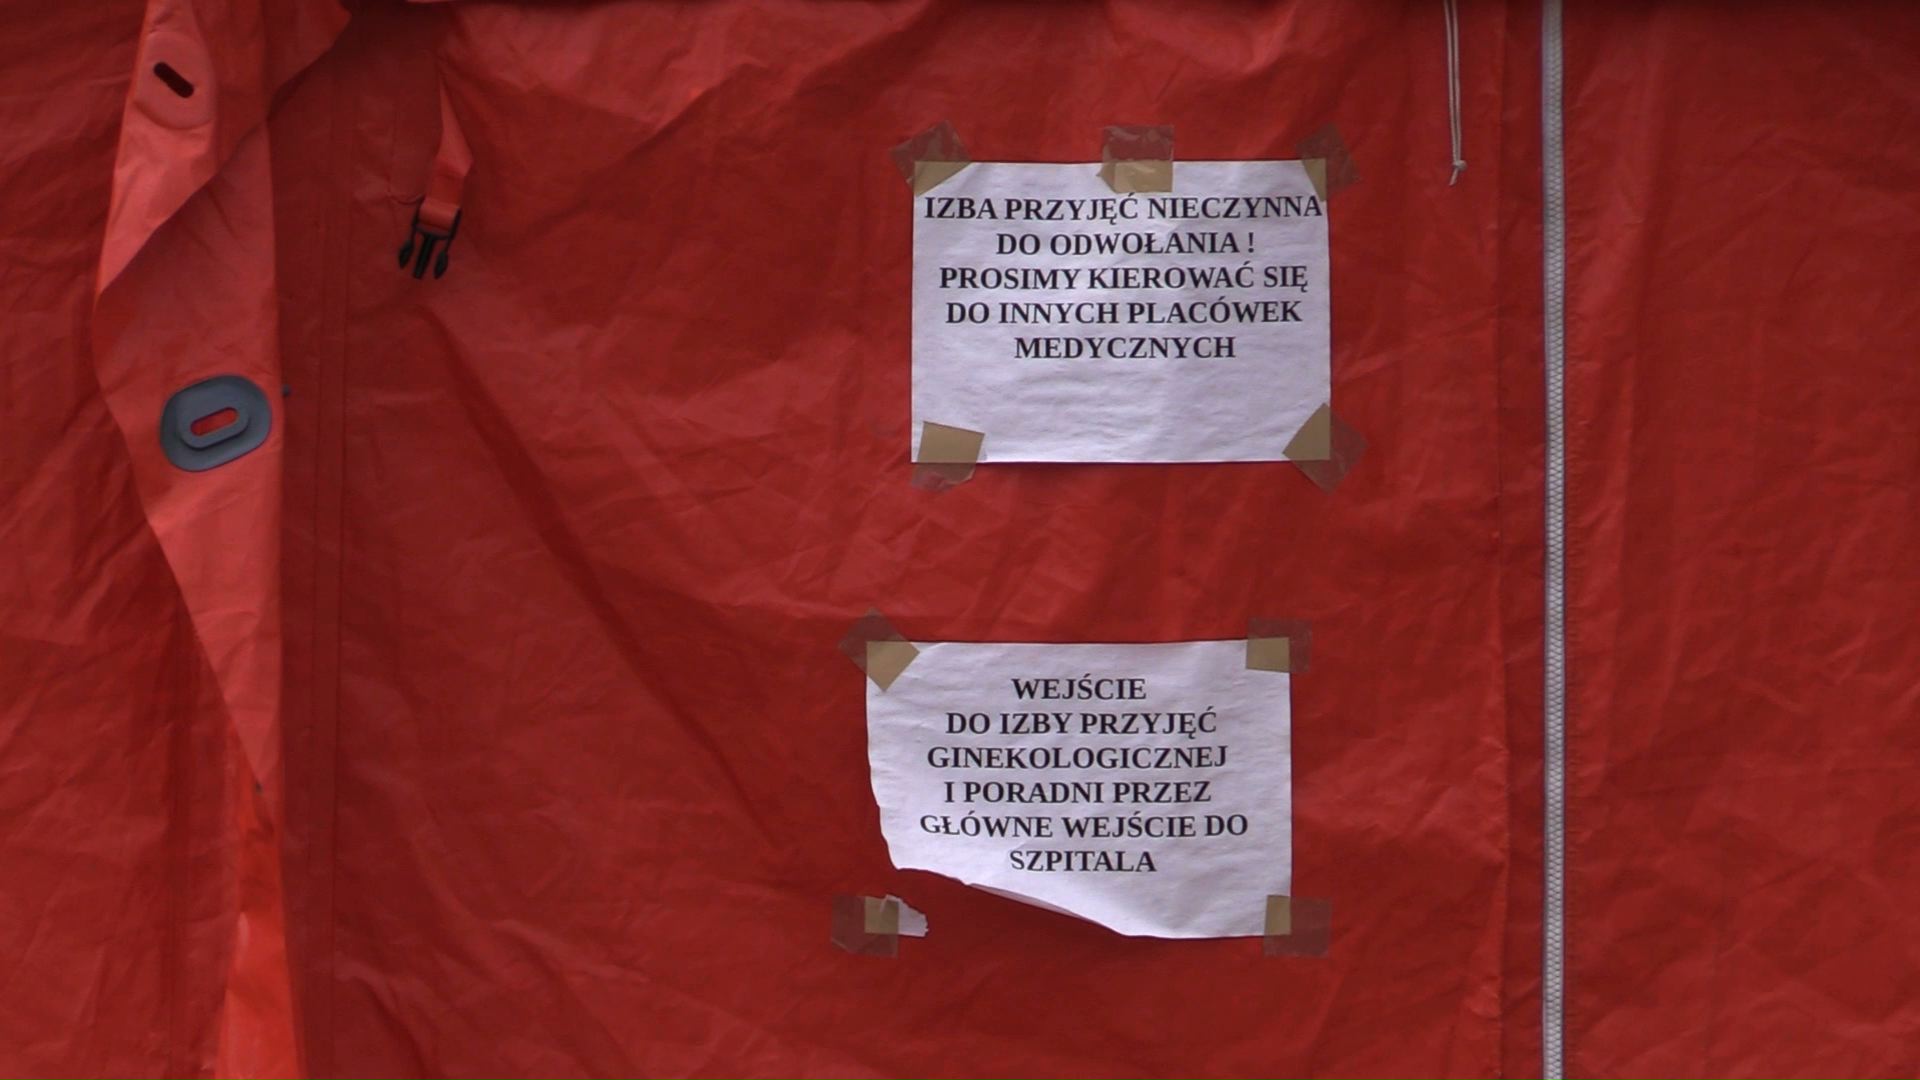 IZBA PRZYJĘĆ NIECZYNNA
DO ODWOŁANIA !
PROSIMY KIEROWAĆ SIĘ
DO INNYCH PLACÓWEK
MEDYCZNYCH
WEJŚCIE
DO IZBY PRZYJĘĆ
GINEKOLOGICZNEJ
I PORADNI PRZEZ
GŁÓWNE WEJŚCIE DO
SZPITALA